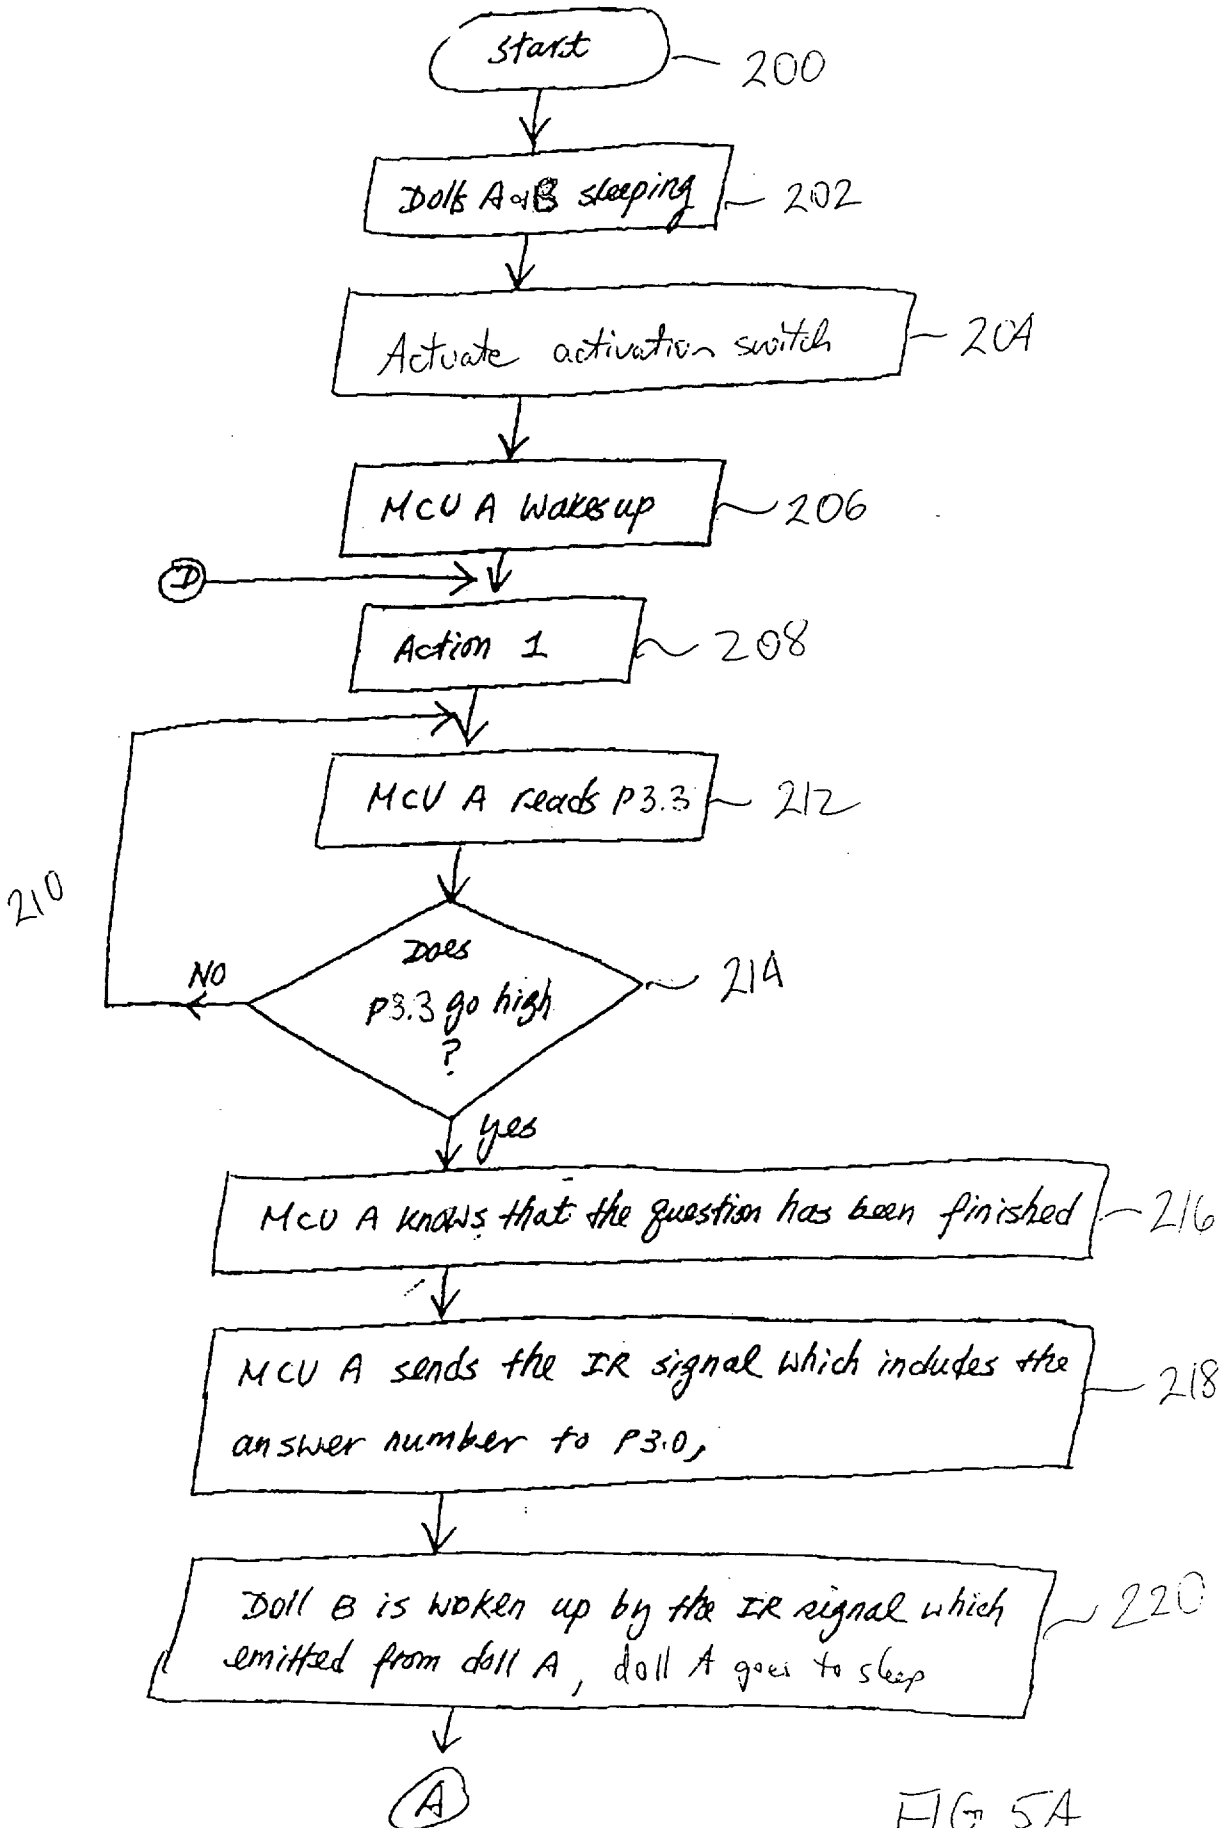 start
200
Dolls A & B sleeping
202
Actuate activation switch
204
MCU A Wakes up
206
D
Action 1
208
MCU A reads P3.3
212
210
Does
P3.3 go high
?
214
NO
yes
MCU A knows that the question has been finished
216
MCU A sends the IR signal which includes the
answer number to P3.0,
218
Doll B is woken up by the IR signal which
emitted from doll A, doll A goes to sleep
220
A
FIG 5A